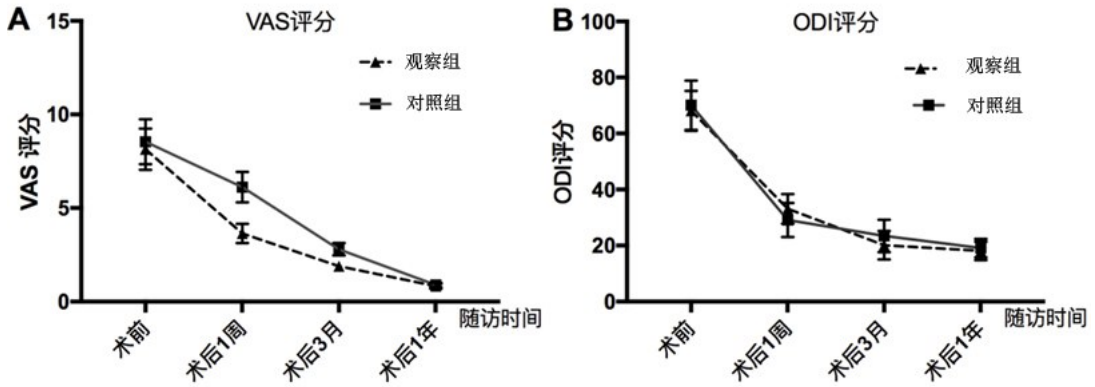 A
VAS评分
15
10
5
0
VAS 评分
观察组
对照组
术前
术后1周
术后3月
术后1年
随访时间
B
ODI评分
100
80
60
40
20
0
ODI评分
观察组
对照组
术前
术后1周
术后3月
术后1年
随访时间